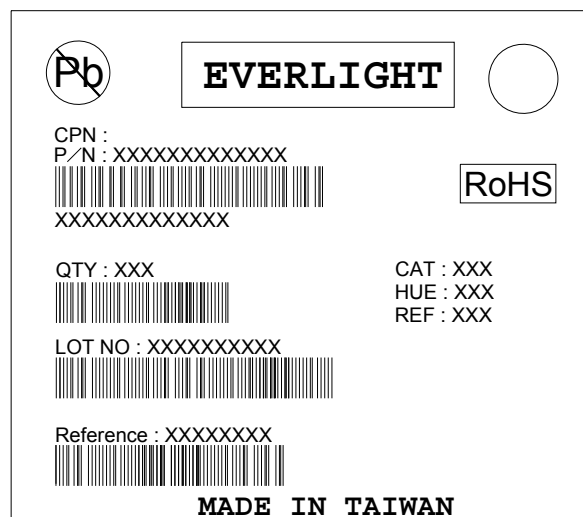 Pb
EVERLIGHT
CPN :
P/N : XXXXXXXXXXXXX
XXXXXXXXXXXXX
RoHS
QTY : XXX
CAT : XXX
HUE : XXX
REF : XXX
LOT NO : XXXXXXXXXX
Reference : XXXXXXXX
MADE IN TAIWAN